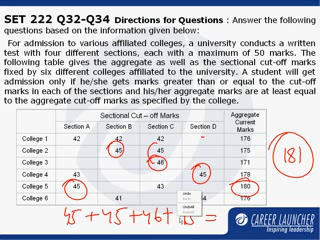 SET 222 Q32-Q34 Directions for Questions : Answer the following
questions based on the information given below:
For admission to various affiliated colleges, a university conducts a written
test with four different sections, each with a maximum of 50 marks. The
following table gives the aggregate as well as the sectional cut-off marks
fixed by six different colleges affiliated to the university. A student will get
admission only if he/she gets marks greater than or equal to the cut-off
marks in each of the sections and his/her aggregate marks are at least equal
to the aggregate cut-off marks as specified by the college.
Sectional Cut – off Marks Aggregate
Current
Marks
Section A Section B Section C Section D
College 1 42 42 42 176
College 2 45 45 175
College 3 46 171
College 4 43 45 178
College 5 45 43 180
College 6 41 44 176
181
45 + 45 + 46 + 45 =
Undo
Undo All
CAREER LAUNCHER